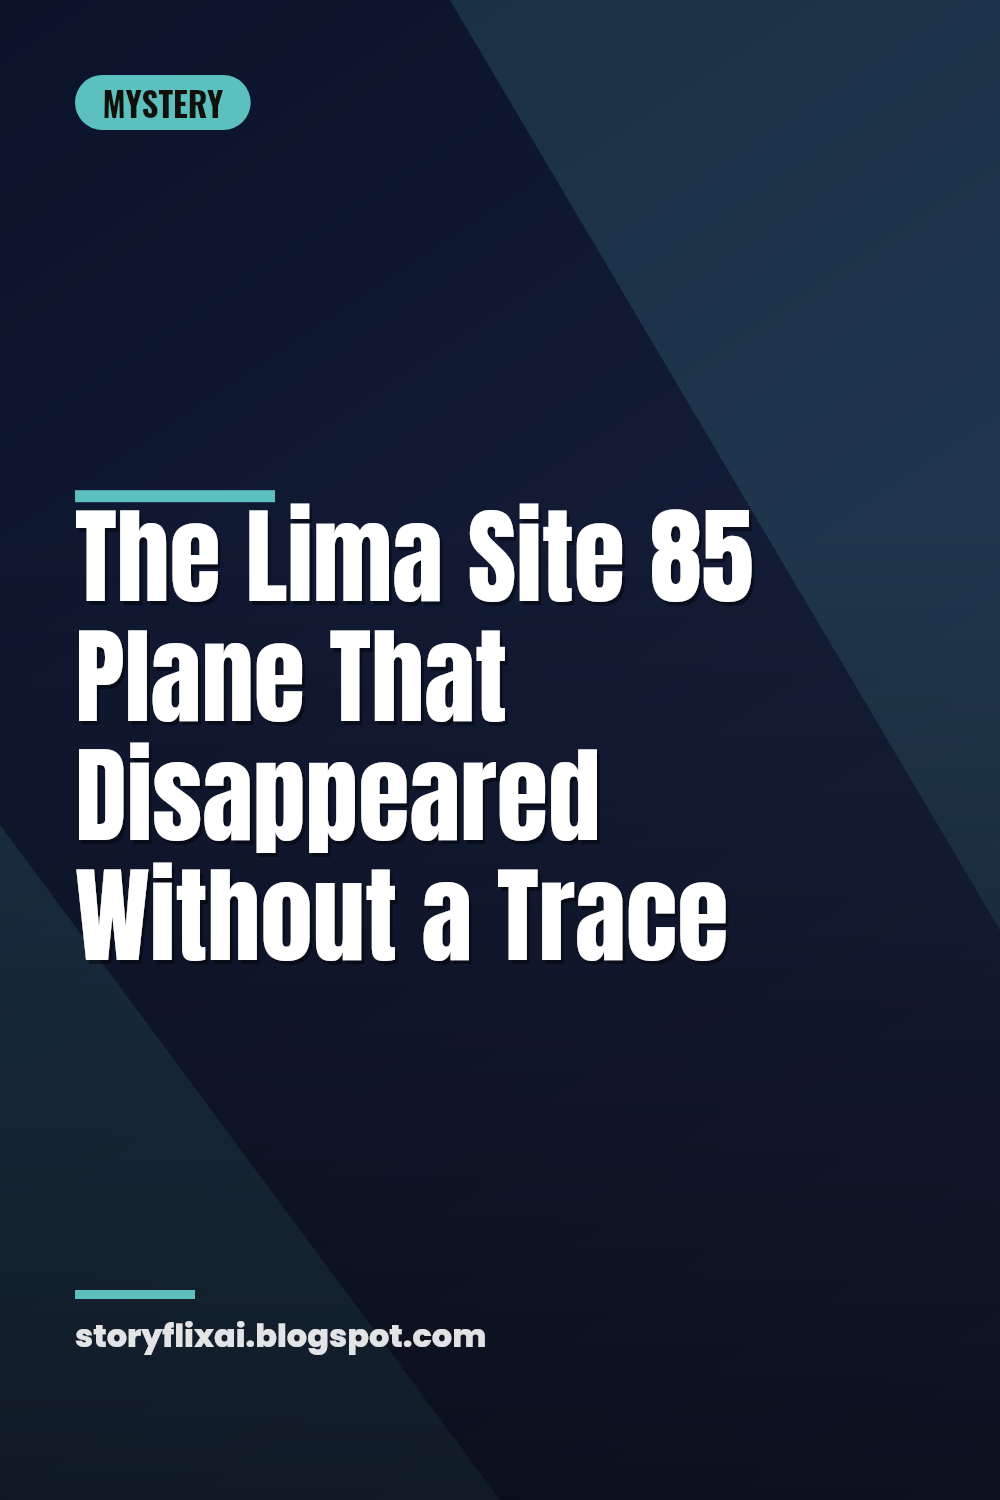 MYSTERY
The Lima Site 85
Plane That
Disappeared
Without a Trace
storyflixai.blogspot.com